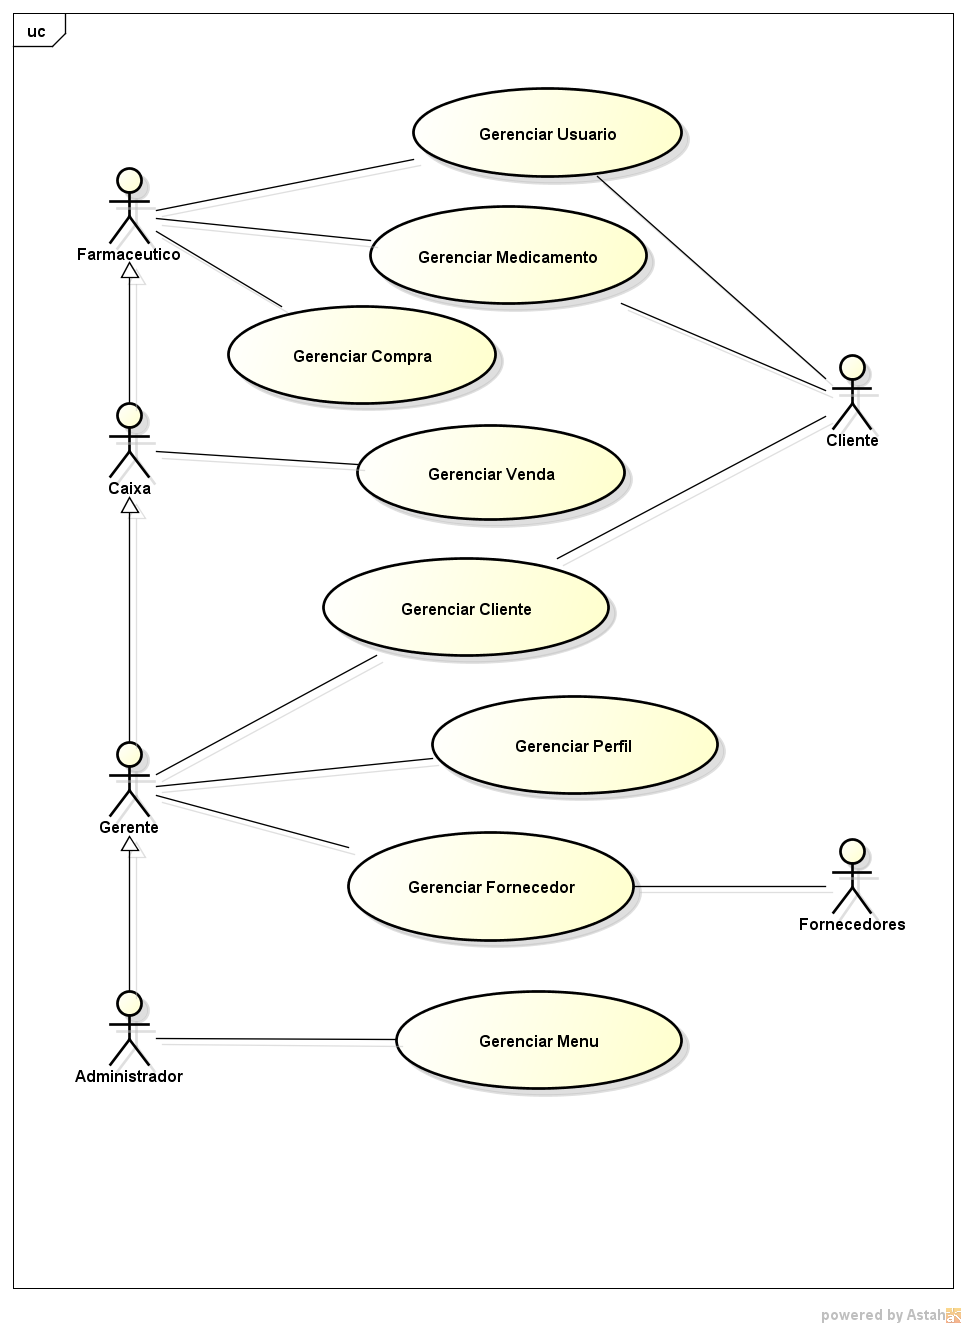 uc
Gerenciar Usuario
Farmaceutico
Gerenciar Medicamento
Gerenciar Compra
Cliente
Caixa
Gerenciar Venda
Gerenciar Cliente
Gerenciar Perfil
Gerente
Gerenciar Fornecedor
Fornecedores
Administrador
Gerenciar Menu
powered by Astah